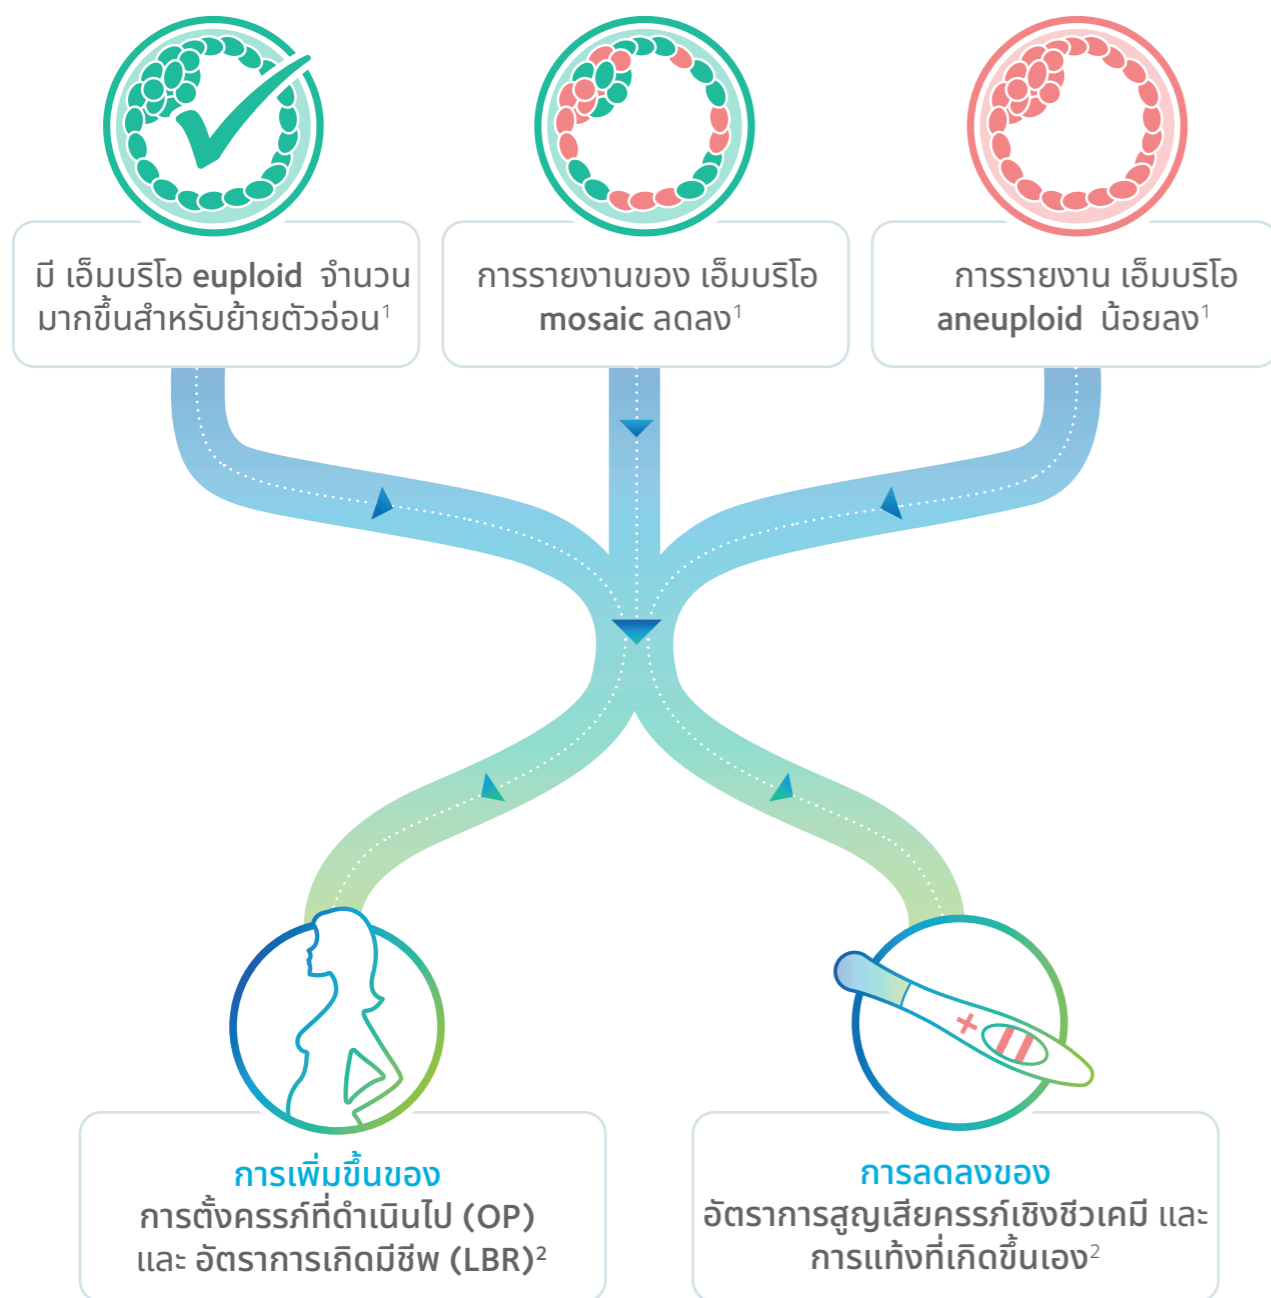 มี เอ็มบริโอ euploid จำนวน
มากขึ้นสำหรับย้ายตัวอ่อน¹
การรายงานของ เอ็มบริโอ
mosaic ลดลง¹
การรายงาน เอ็มบริโอ
aneuploid น้อยลง¹
การเพิ่มขึ้นของ
การตั้งครรภ์ที่ดำเนินไป (OP)
และ อัตราการเกิดมีชีพ (LBR)²
การลดลงของ
อัตราการสูญเสียครรภ์เชิงชีวเคมี และ
การแท้งที่เกิดขึ้นเอง²